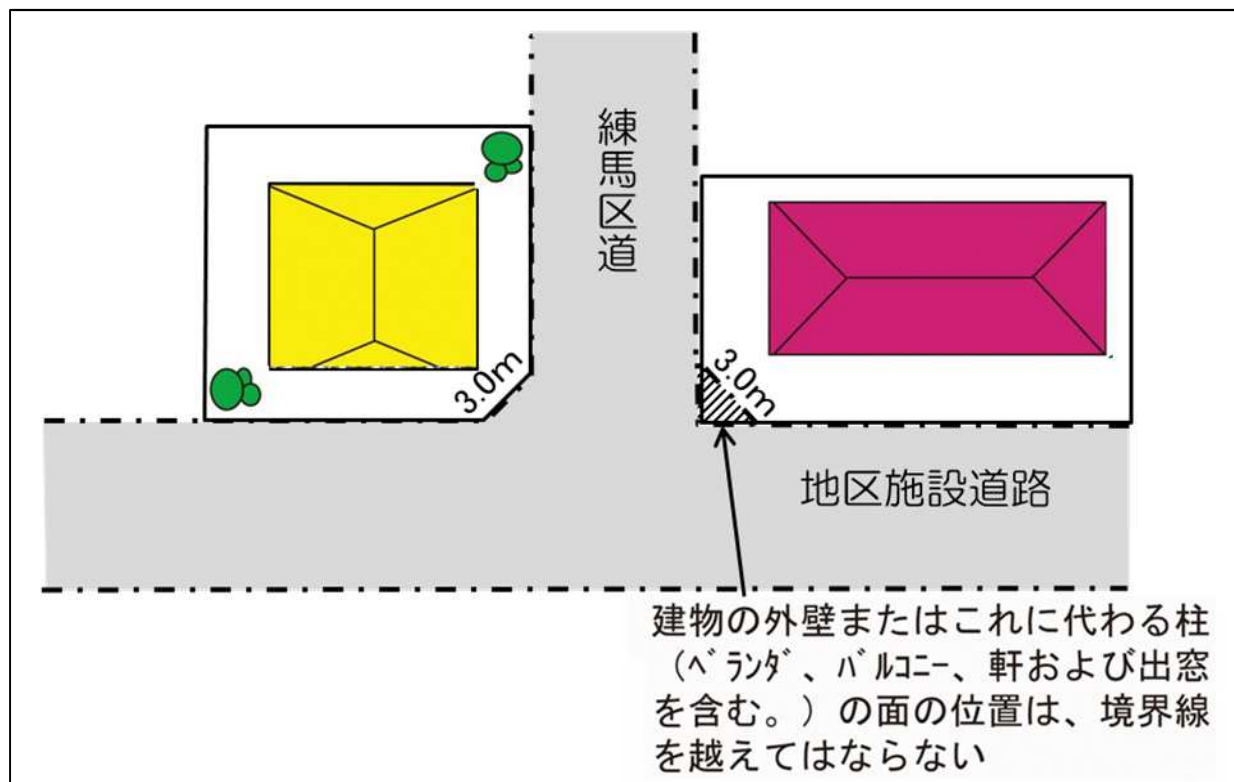 練馬区道
3.0m
3.0m
地区施設道路
建物の外壁またはこれに代わる柱
（ﾍﾞﾗﾝﾀﾞ、ﾊﾞﾙｺﾆｰ、軒および出窓
を含む。）の面の位置は、境界線
を越えてはならない